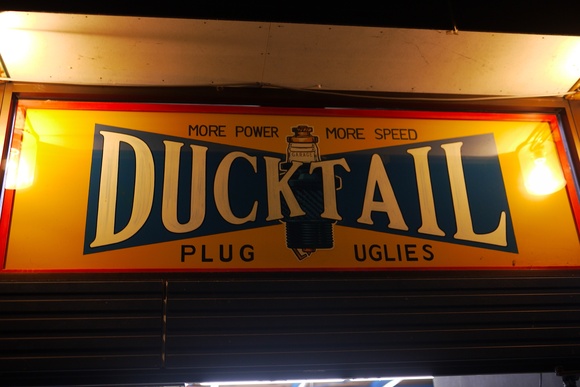 MORE POWER MORE SPEED
DUCKTAIL
PLUG UGLIES